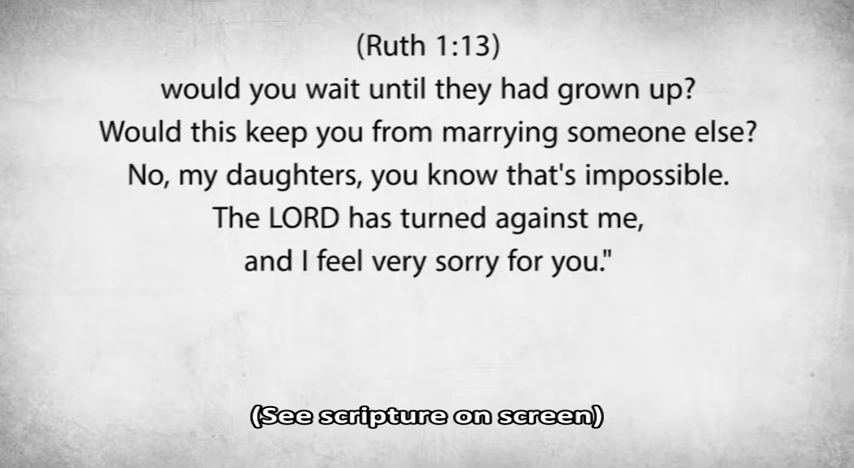 (Ruth 1:13)
would you wait until they had grown up?
Would this keep you from marrying someone else?
No, my daughters, you know that's impossible.
The LORD has turned against me,
and I feel very sorry for you."
(See scripture on screen)